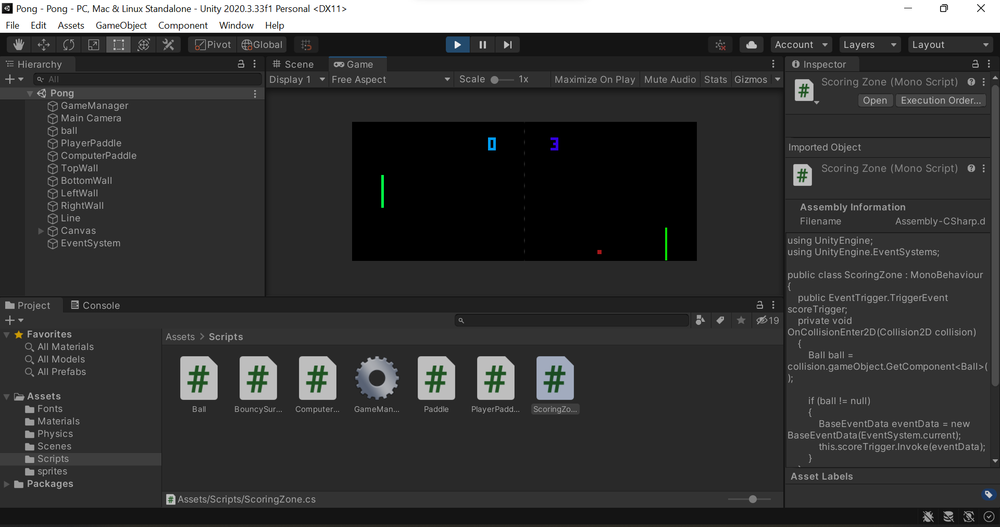 Pong - Pong - PC, Mac & Linux Standalone - Unity 2020.3.33f1 Personal <DX11>
File Edit Assets GameObject Component Window Help
Pivot Global Account Layers Layout
Hierarchy
All
Pong
GameManager
Main Camera
ball
PlayerPaddle
ComputerPaddle
TopWall
BottomWall
LeftWall
RightWall
Line
Canvas
EventSystem
Scene Game
Display 1 Free Aspect Scale 1x Maximize On Play Mute Audio Stats Gizmos
0 3
Inspector
Scoring Zone (Mono Script)
Open Execution Order...
Imported Object
Scoring Zone (Mono Script)
Assembly Information
Filename Assembly-CSharp.d
using UnityEngine;
using UnityEngine.EventSystems;
public class ScoringZone : MonoBehaviour
{
public EventTrigger.TriggerEvent
scoreTrigger;
private void
OnCollisionEnter2D(Collision2D collision)
{
Ball ball =
collision.gameObject.GetComponent<Ball>(
);
if (ball != null)
{
BaseEventData eventData = new
BaseEventData(EventSystem.current);
this.scoreTrigger.Invoke(eventData);
}
Asset Labels
Project Console
19
Favorites
All Materials
All Models
All Prefabs
Assets
Fonts
Materials
Physics
Scenes
Scripts
sprites
Packages
Assets > Scripts
# # # # # #
Ball BouncySur... Computer... GameMan... Paddle PlayerPadd... ScoringZo...
Assets/Scripts/ScoringZone.cs